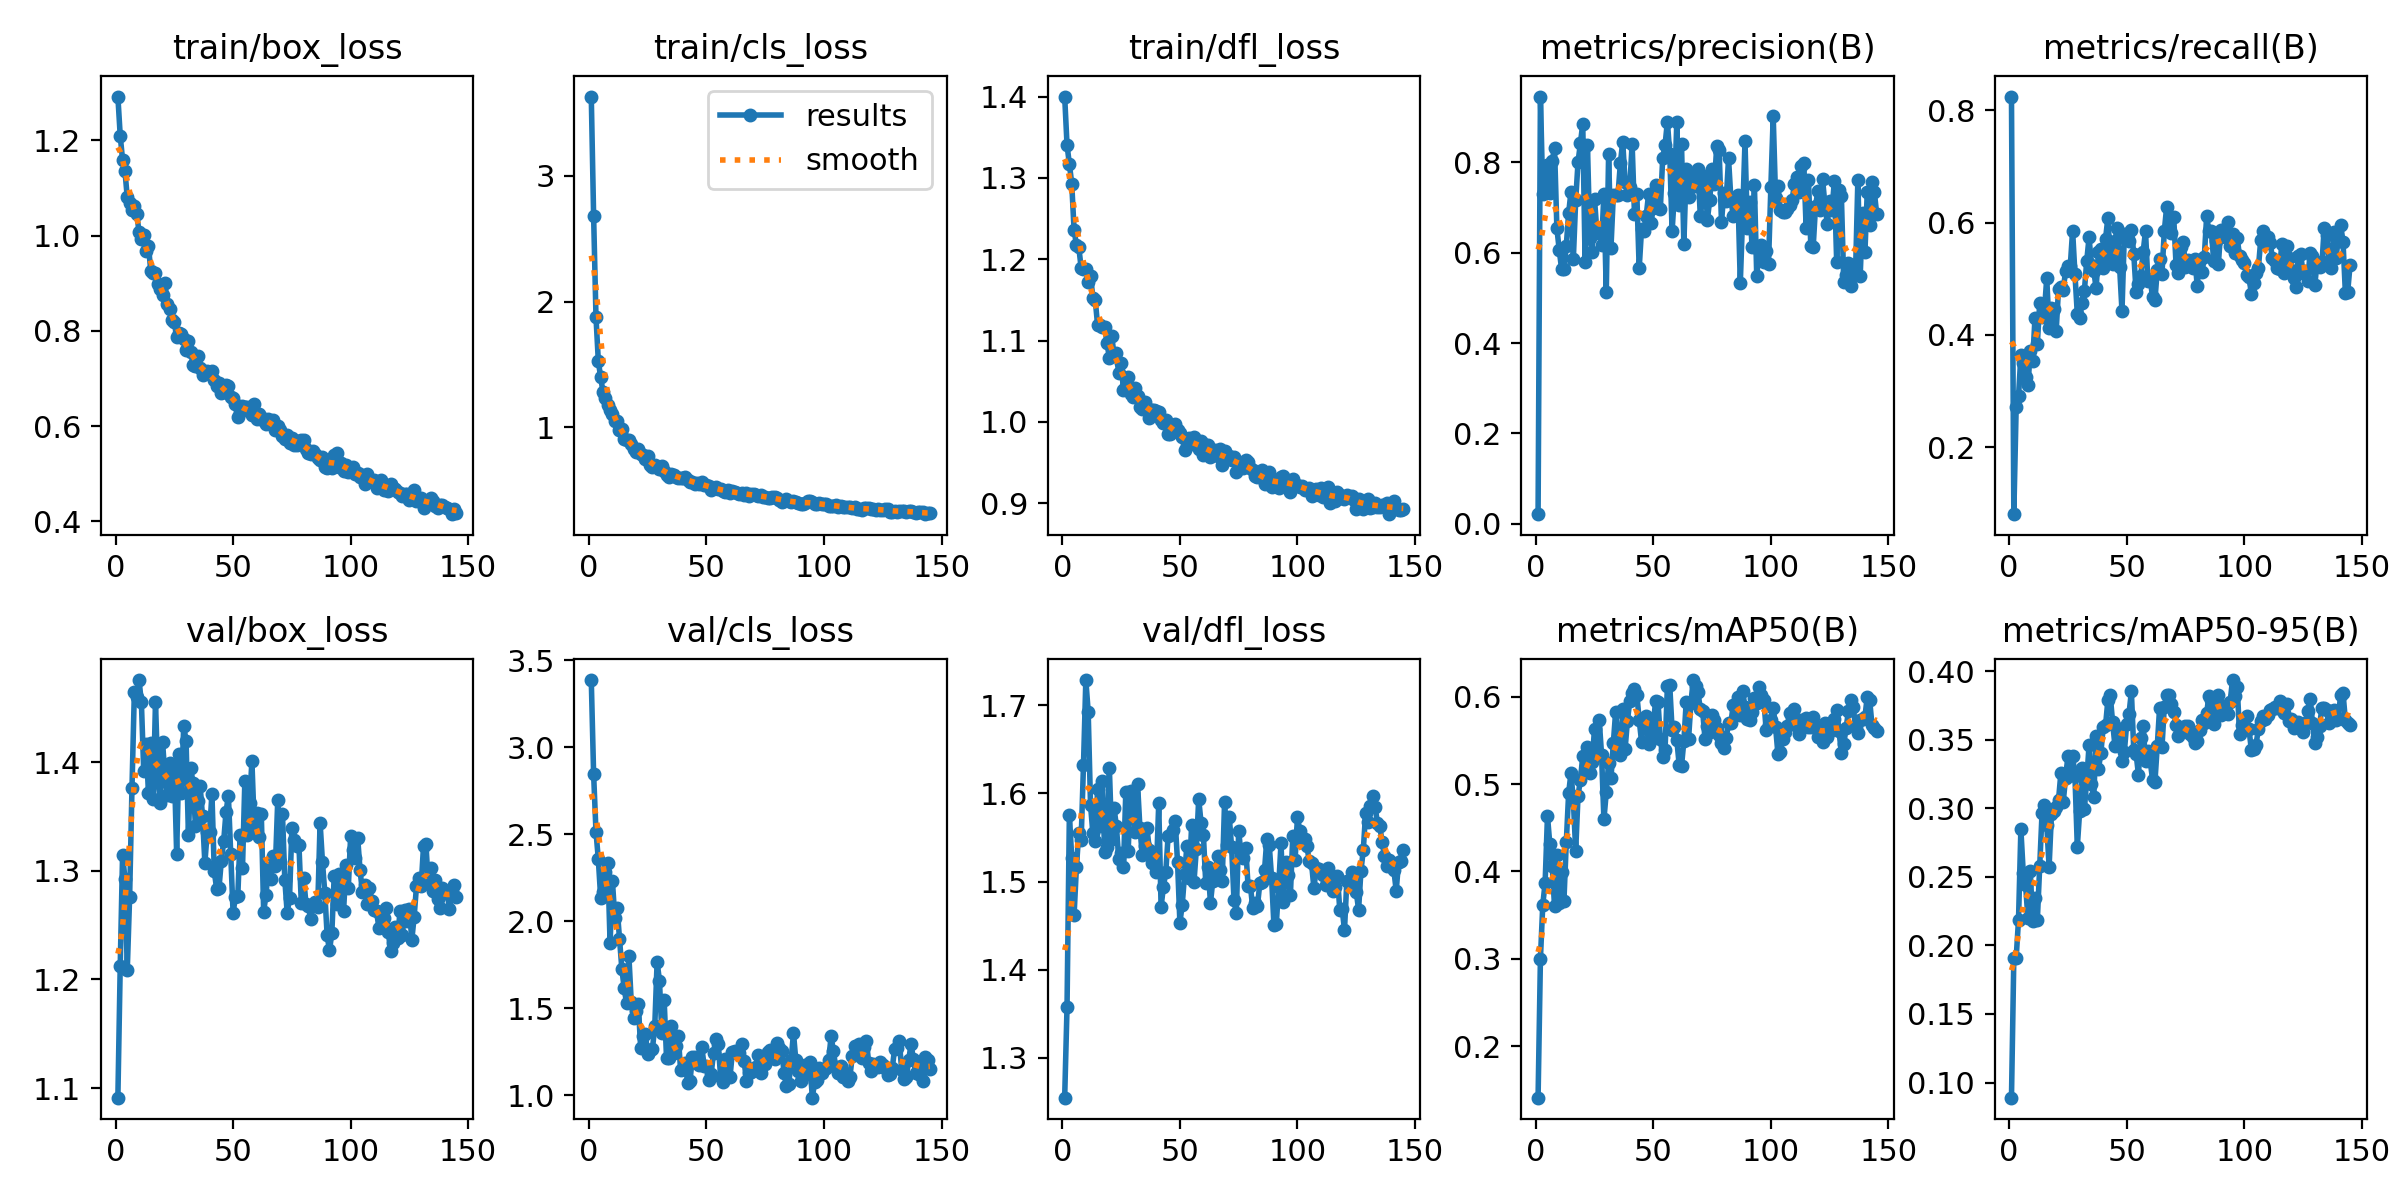 train/box_loss
train/cls_loss
train/dfl_loss
metrics/precision(B)
metrics/recall(B)
1.2
1.0
0.8
0.6
0.4
0 50 100 150
results
smooth
3
2
1
0 50 100 150
1.4
1.3
1.2
1.1
1.0
0.9
0 50 100 150
0.8
0.6
0.4
0.2
0.0
0 50 100 150
0.8
0.6
0.4
0.2
0 50 100 150
val/box_loss
val/cls_loss
val/dfl_loss
metrics/mAP50(B)
metrics/mAP50-95(B)
1.4
1.3
1.2
1.1
0 50 100 150
3.5
3.0
2.5
2.0
1.5
1.0
0 50 100 150
1.7
1.6
1.5
1.4
1.3
0 50 100 150
0.6
0.5
0.4
0.3
0.2
0 50 100 150
0.40
0.35
0.30
0.25
0.20
0.15
0.10
0 50 100 150